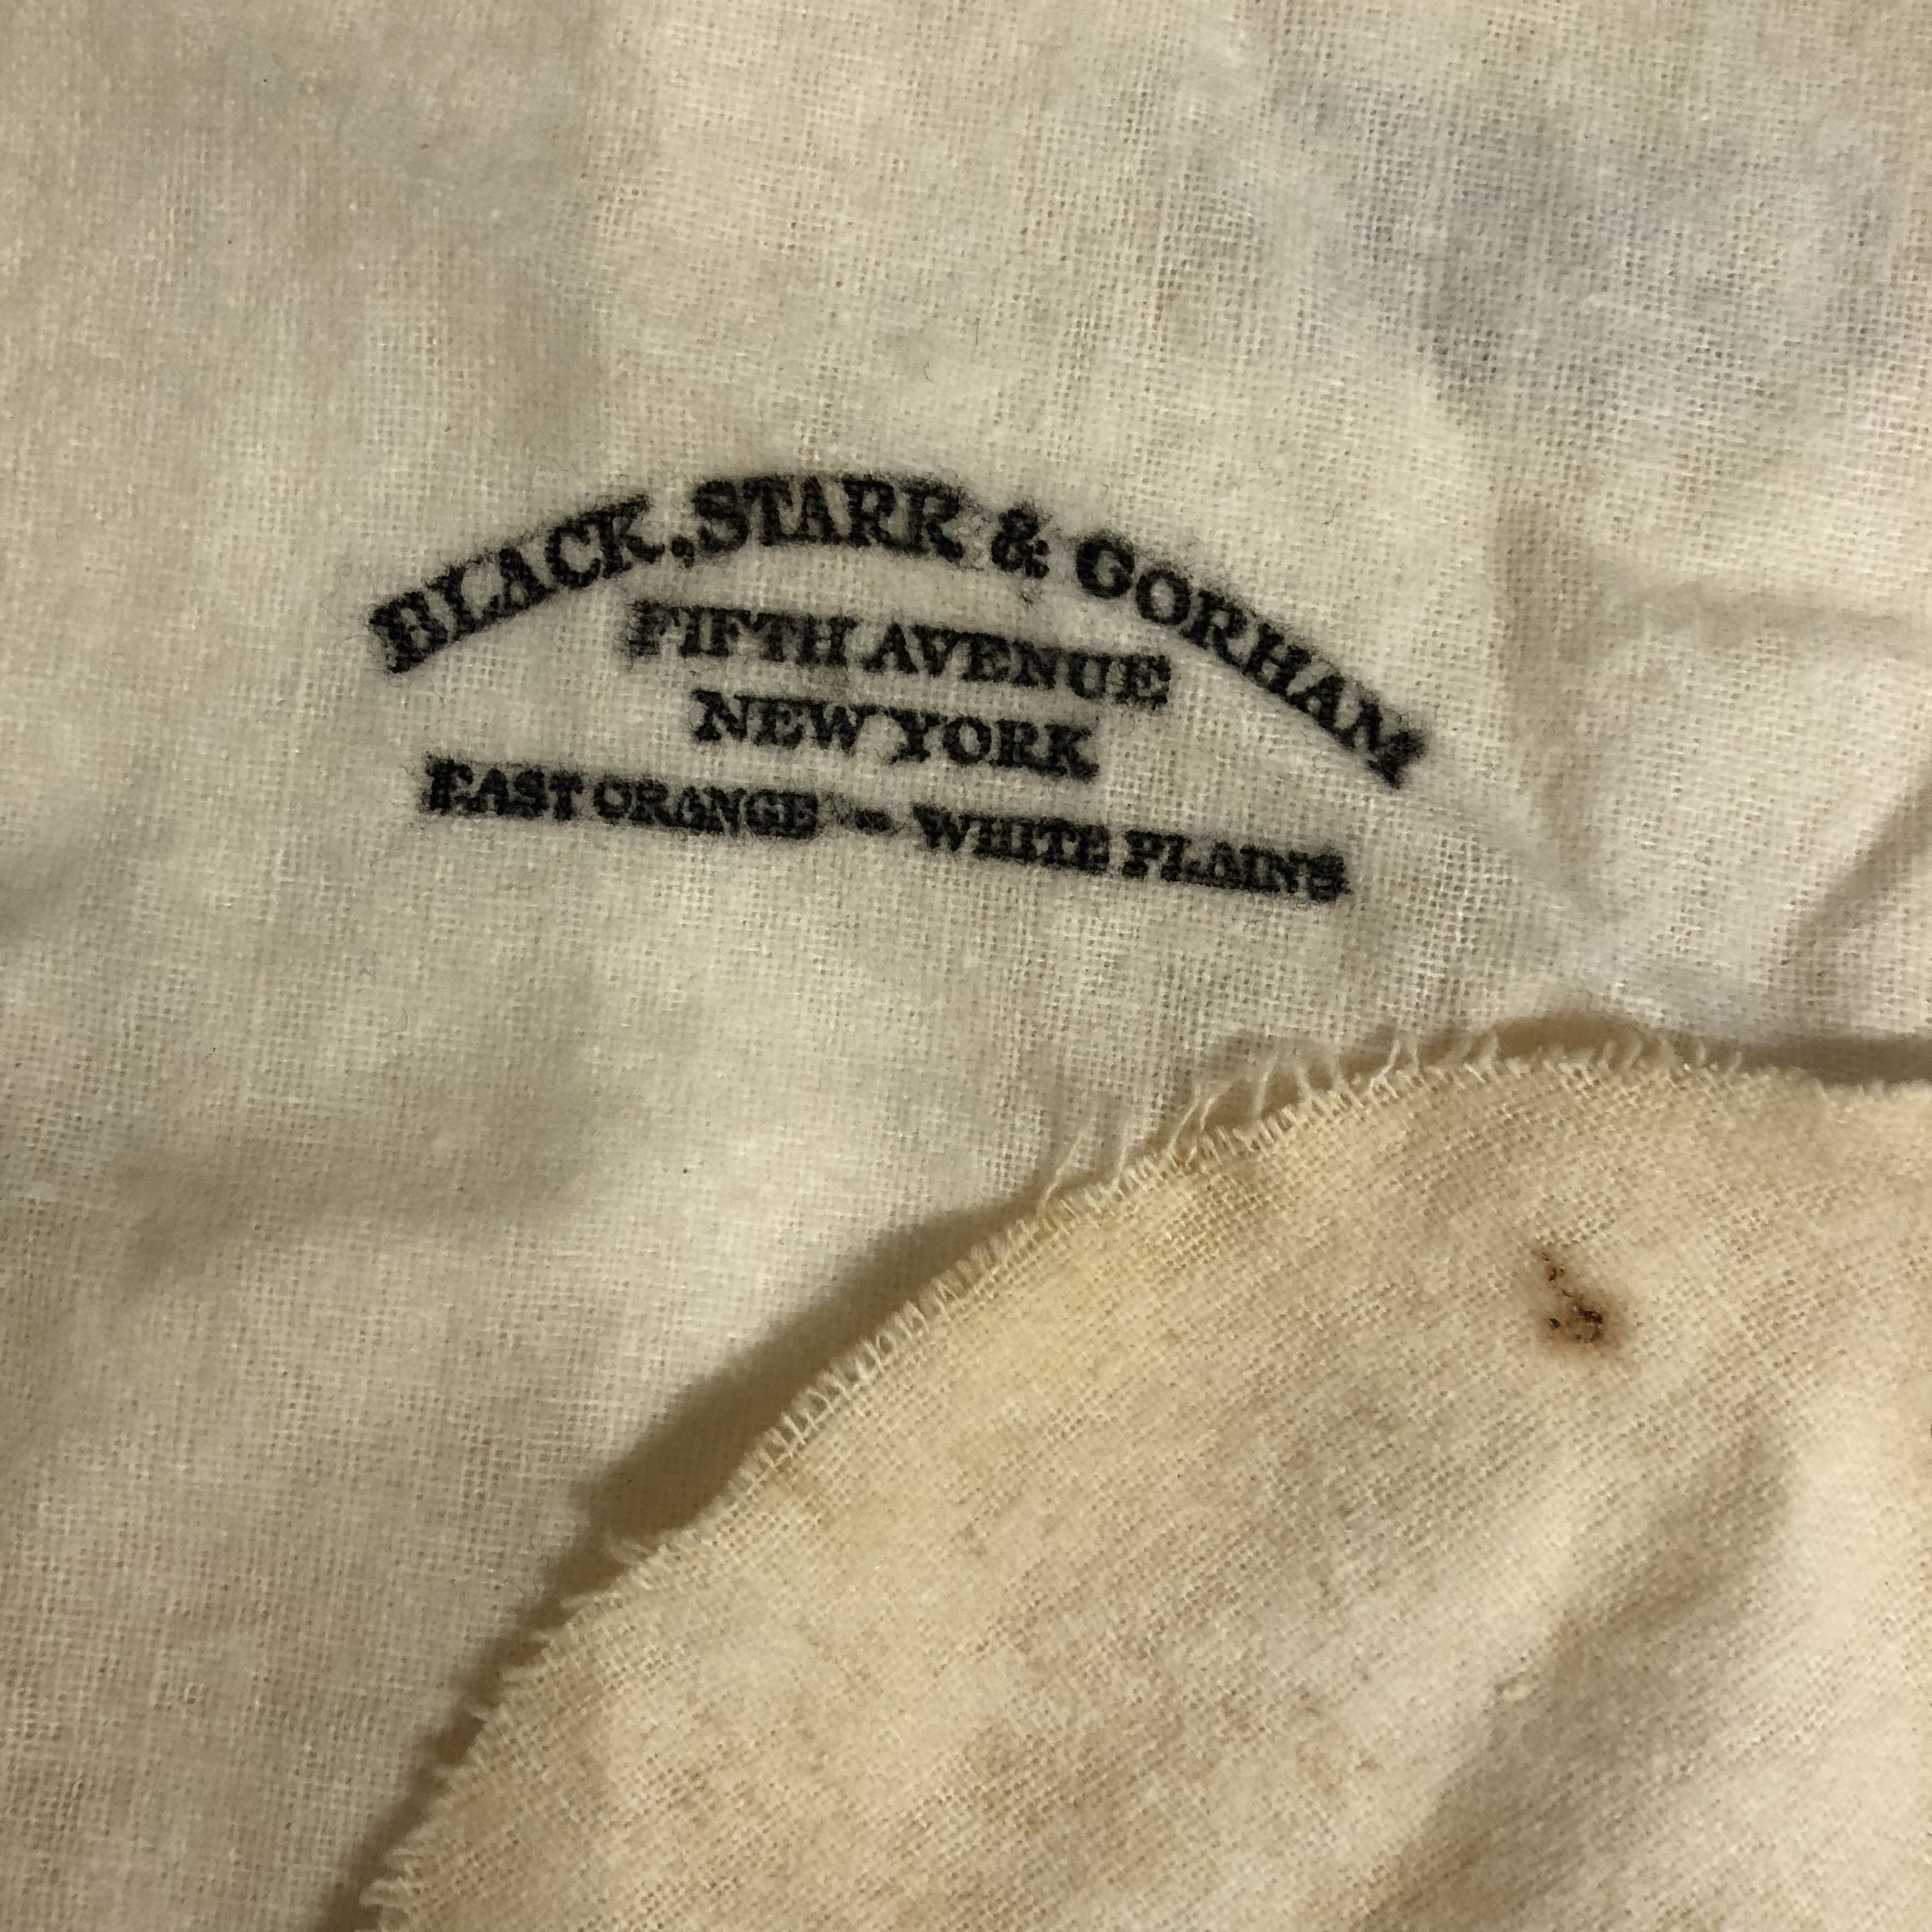 BLACK, STARR & GORHAM
FIFTH AVENUE
NEW YORK
EAST ORANGE - WHITE PLAINS